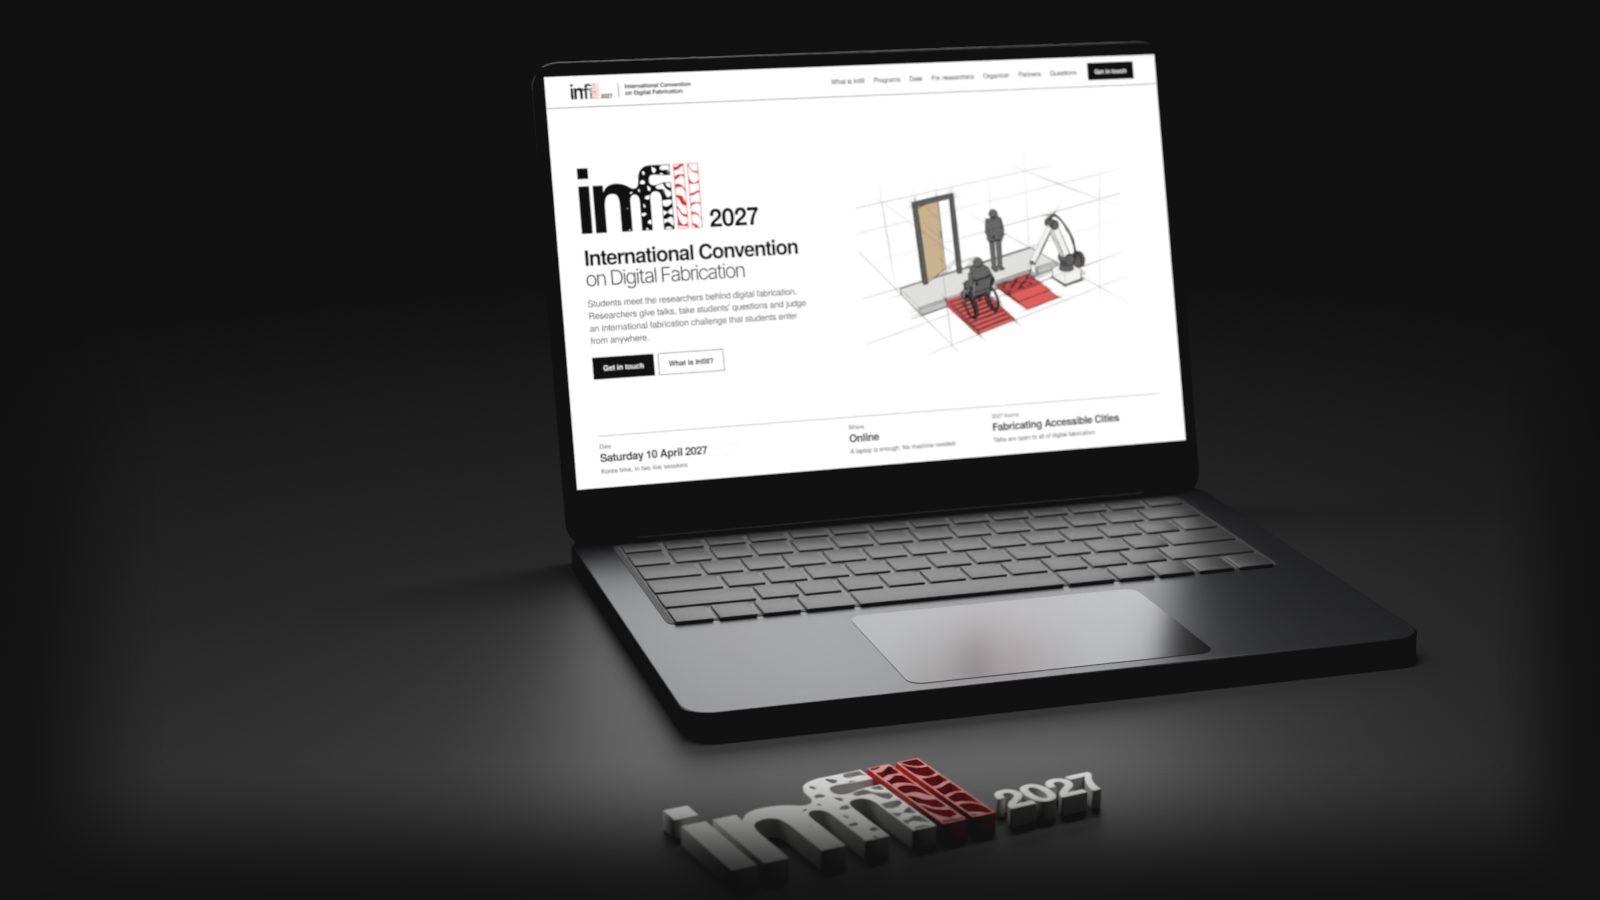 infill 2027
International Convention
on Digital Fabrication
What is Infill
Programs
Date
For researchers
Organizer
Partners
Questions
Get in touch
infill 2027
International Convention
on Digital Fabrication
Students meet the researchers behind digital fabrication.
Researchers give talks, take students' questions and judge
an international fabrication challenge that students enter
from anywhere.
Get in touch
What is Infill?
Date
Saturday 10 April 2027
Korea time, in two live sessions
Where
Online
A laptop is enough. No machine needed.
2027 theme
Fabricating Accessible Cities
Talks are open to all of digital fabrication
infill 2027